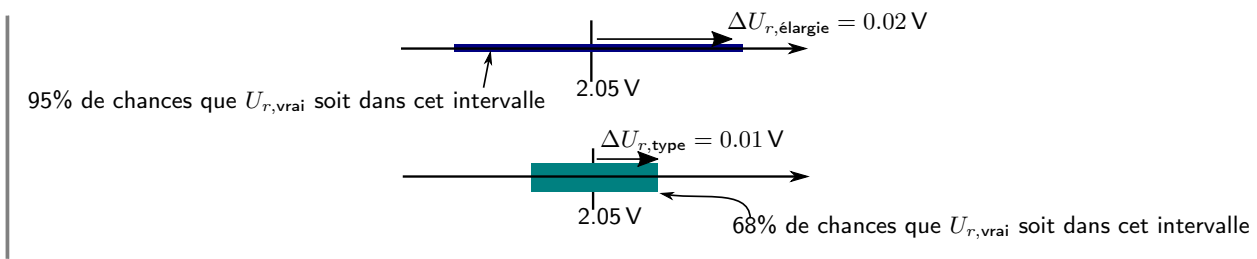 ΔU_{r,élargie} = 0.02 V
2.05 V
95% de chances que U_{r,vrai} soit dans cet intervalle
ΔU_{r,type} = 0.01 V
2.05 V
68% de chances que U_{r,vrai} soit dans cet intervalle